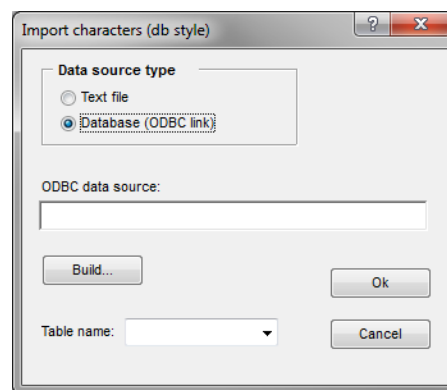 Import characters (db style)
?
X
Data source type
Text file
Database (ODBC link)
ODBC data source:
Build...
Ok
Table name:
Cancel